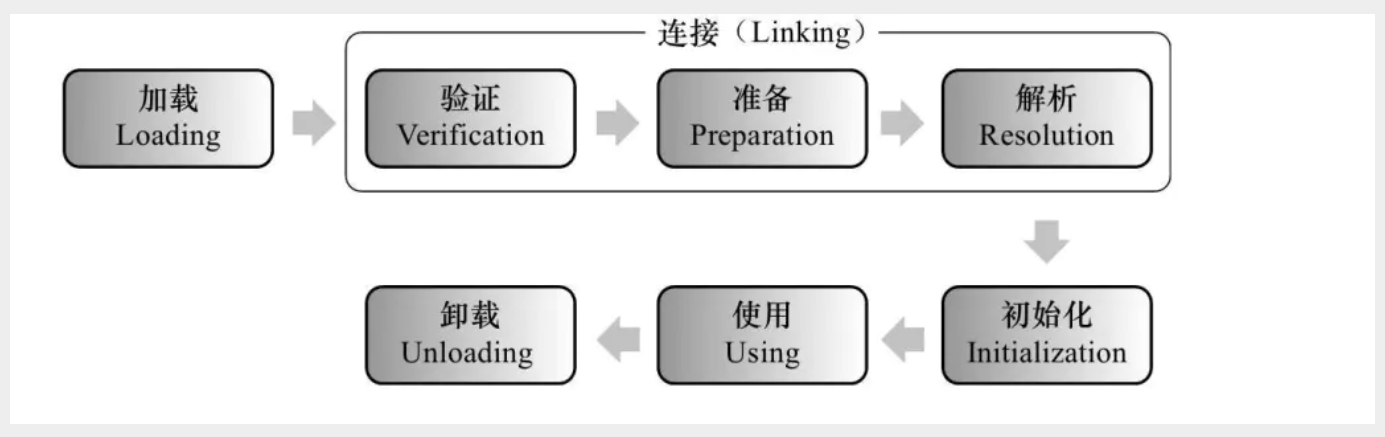 连接（Linking）
加载
Loading
验证
Verification
准备
Preparation
解析
Resolution
初始化
Initialization
使用
Using
卸载
Unloading